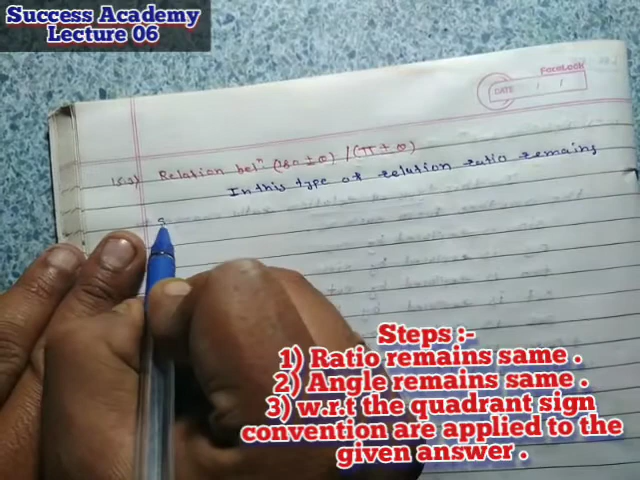 Success Academy
Lecture 06
FaceLook
DATE / /
Relation betn (180 ± θ) / (π ± θ)
In this type of relation ratio remains
s
Steps :-
1) Ratio remains same .
2) Angle remains same .
3) w.r.t the quadrant sign
convention are applied to the
given answer .